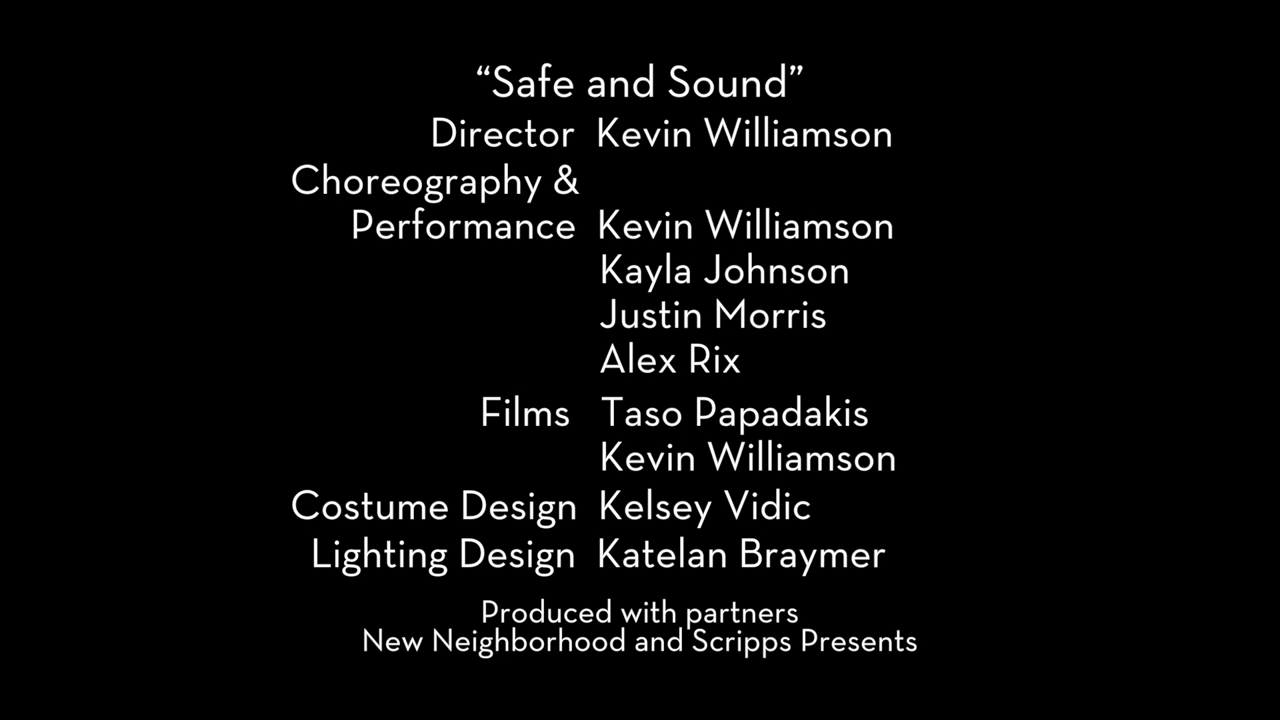 “Safe and Sound”
Director Kevin Williamson
Choreography &
Performance Kevin Williamson
Kayla Johnson
Justin Morris
Alex Rix
Films Taso Papadakis
Kevin Williamson
Costume Design Kelsey Vidic
Lighting Design Katelan Braymer
Produced with partners
New Neighborhood and Scripps Presents